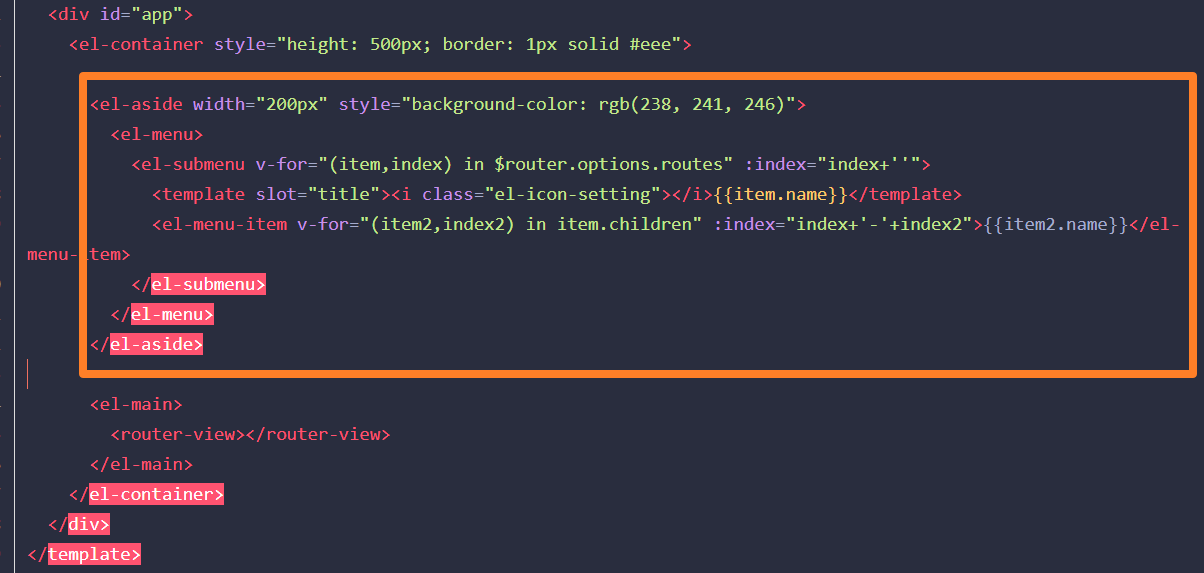 <div id="app">
<el-container style="height: 500px; border: 1px solid #eee">
<el-aside width="200px" style="background-color: rgb(238, 241, 246)">
<el-menu>
<el-submenu v-for="(item,index) in $router.options.routes" :index="index+''">
<template slot="title"><i class="el-icon-setting"></i>{{item.name}}</template>
<el-menu-item v-for="(item2,index2) in item.children" :index="index+'-'+index2">{{item2.name}}</el-
menu-item>
</el-submenu>
</el-menu>
</el-aside>
<el-main>
<router-view></router-view>
</el-main>
</el-container>
</div>
</template>